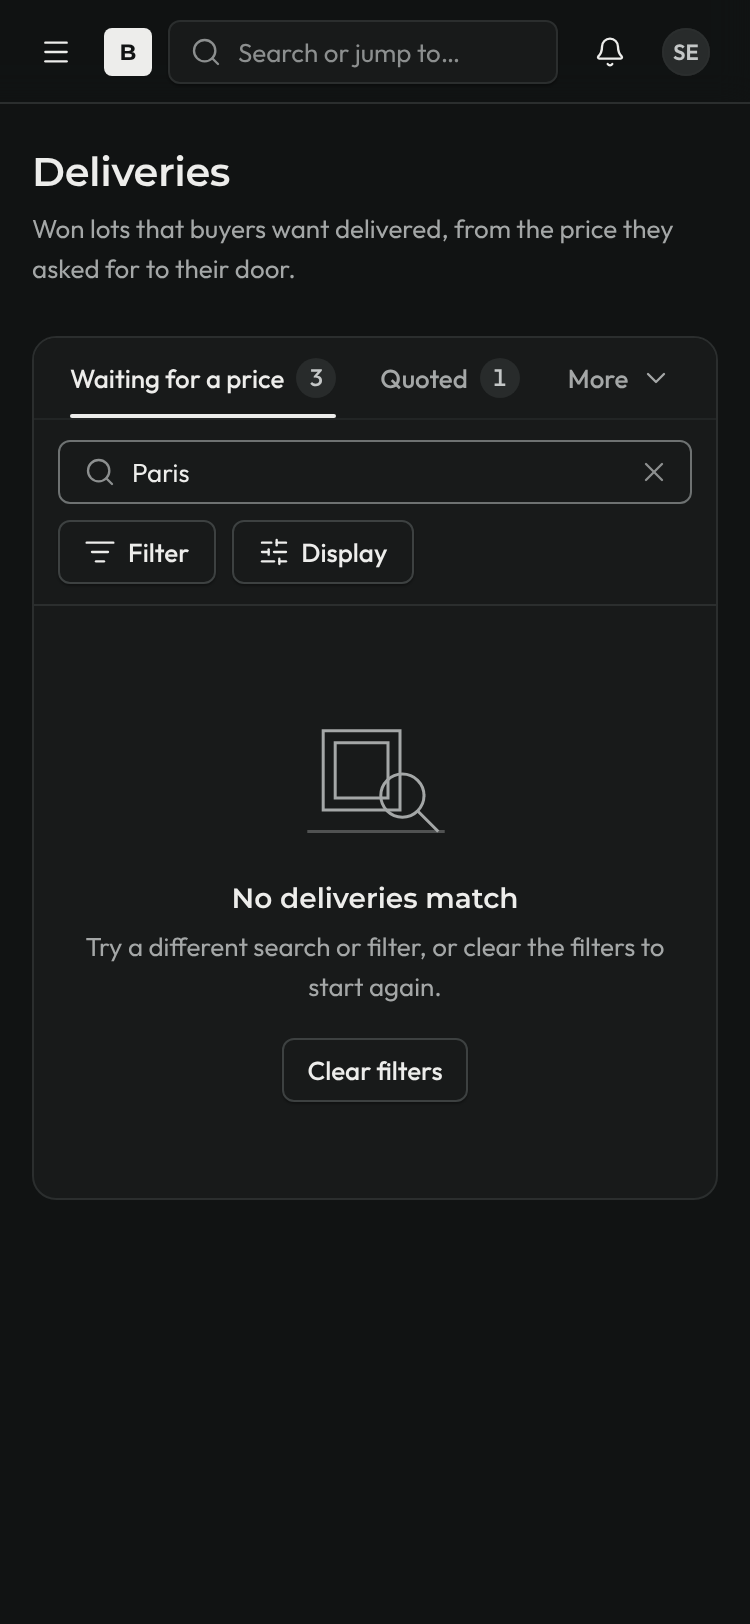 B
Search or jump to...
SE
Deliveries
Won lots that buyers want delivered, from the price they
asked for to their door.
Waiting for a price 3
Quoted 1
More
Paris
Filter
Display
No deliveries match
Try a different search or filter, or clear the filters to
start again.
Clear filters